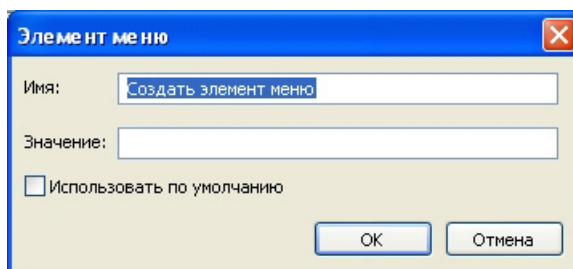 Элемент меню
Имя: Создать элемент меню
Значение:
Использовать по умолчанию
OK Отмена